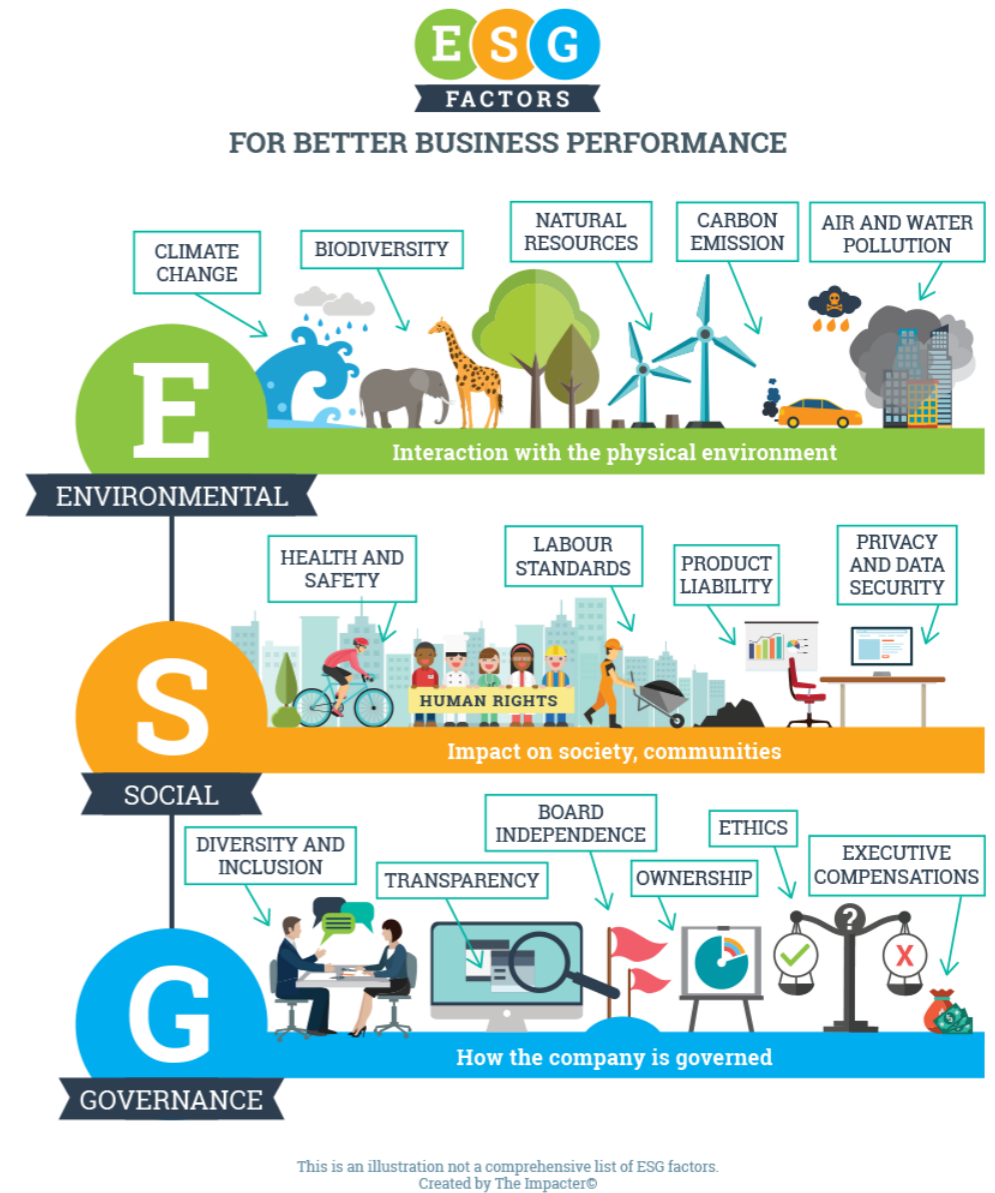 E S G
FACTORS
FOR BETTER BUSINESS PERFORMANCE
CLIMATE
CHANGE
BIODIVERSITY
NATURAL
RESOURCES
CARBON
EMISSION
AIR AND WATER
POLLUTION
E
Interaction with the physical environment
ENVIRONMENTAL
HEALTH AND
SAFETY
LABOUR
STANDARDS
PRODUCT
LIABILITY
PRIVACY
AND DATA
SECURITY
HUMAN RIGHTS
S
Impact on society, communities
SOCIAL
DIVERSITY AND
INCLUSION
TRANSPARENCY
BOARD
INDEPENDENCE
OWNERSHIP
ETHICS
EXECUTIVE
COMPENSATIONS
?
X
G
How the company is governed
GOVERNANCE
This is an illustration not a comprehensive list of ESG factors.
Created by The Impacter©